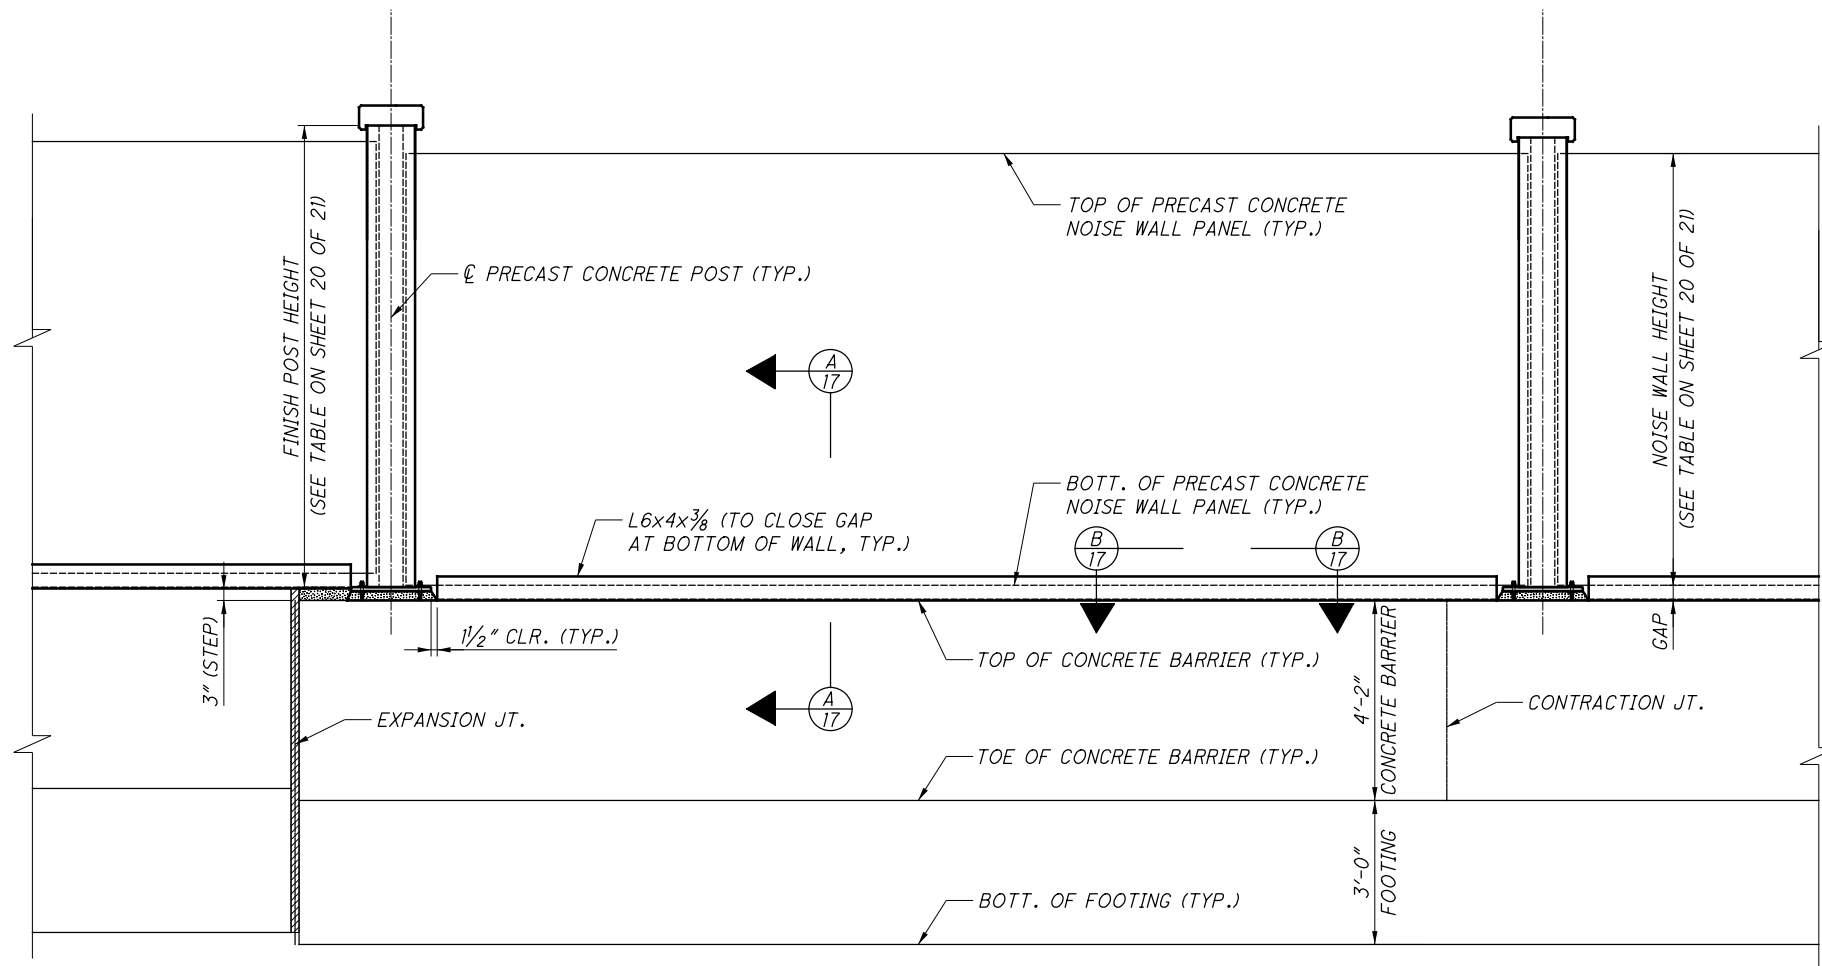 TOP OF PRECAST CONCRETE
NOISE WALL PANEL (TYP.)
℄ PRECAST CONCRETE POST (TYP.)
FINISH POST HEIGHT
(SEE TABLE ON SHEET 20 OF 21)
NOISE WALL HEIGHT
(SEE TABLE ON SHEET 20 OF 21)
A
17
BOTT. OF PRECAST CONCRETE
NOISE WALL PANEL (TYP.)
L6x4x⅜ (TO CLOSE GAP
AT BOTTOM OF WALL, TYP.)
B
17
B
17
3" (STEP)
1½" CLR. (TYP.)
GAP
TOP OF CONCRETE BARRIER (TYP.)
4'-2"
CONCRETE BARRIER
A
17
EXPANSION JT.
CONTRACTION JT.
TOE OF CONCRETE BARRIER (TYP.)
3'-0"
FOOTING
BOTT. OF FOOTING (TYP.)